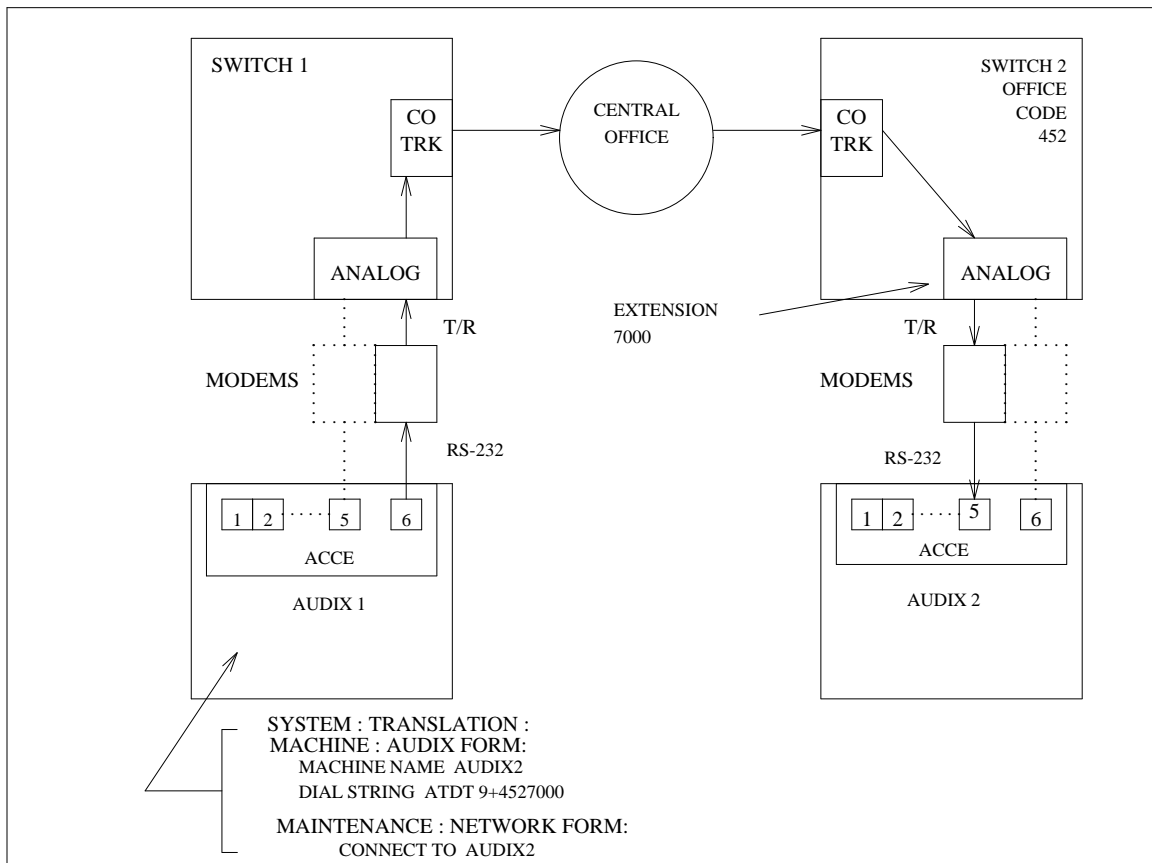 SWITCH 1
CO
TRK
CENTRAL
OFFICE
CO
TRK
SWITCH 2
OFFICE
CODE
452
ANALOG
ANALOG
EXTENSION
7000
T/R
T/R
MODEMS
MODEMS
RS-232
RS-232
1 2 5 6
ACCE
AUDIX 1
1 2 5 6
ACCE
AUDIX 2
SYSTEM : TRANSLATION :
MACHINE : AUDIX FORM:
MACHINE NAME AUDIX2
DIAL STRING ATDT 9+4527000
MAINTENANCE : NETWORK FORM:
CONNECT TO AUDIX2